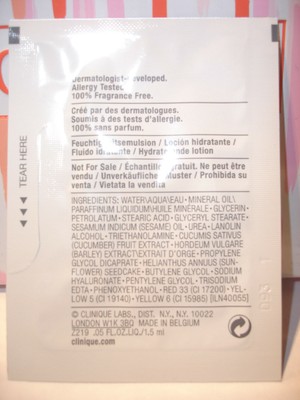 Dermatologist-developed.
Allergy Tested.
100% Fragrance Free.
Créé par des dermatologues.
Soumis à des tests d'allergie.
100% sans parfum.
Feuchtigkeitsemulsion / Loción hidratante /
Fluido idratante / Hydraterende lotion
Not For Sale / Échantillon gratuit. Ne peut être
vendu / Unverkäufliches Muster / Prohibida su
venta / Vietata la vendita
INGREDIENTS: WATER\AQUA\EAU • MINERAL OIL\
PARAFFINUM LIQUIDUM\HUILE MINERALE • GLYCERIN •
PETROLATUM • STEARIC ACID • GLYCERYL STEARATE •
SESAMUM INDICUM (SESAME) OIL • UREA • LANOLIN
ALCOHOL • TRIETHANOLAMINE • CUCUMIS SATIVUS
(CUCUMBER) FRUIT EXTRACT • HORDEUM VULGARE
(BARLEY) EXTRACT\EXTRAIT D'ORGE • PROPYLENE
GLYCOL DICAPRATE • HELIANTHUS ANNUUS (SUN-
FLOWER) SEEDCAKE • BUTYLENE GLYCOL • SODIUM
HYALURONATE • PENTYLENE GLYCOL • TRISODIUM
EDTA • PHENOXYETHANOL • RED 33 (CI 17200) • YEL-
LOW 5 (CI 19140) • YELLOW 6 (CI 15985) [ILN40055]
© CLINIQUE LABS., DIST. N.Y., N.Y. 10022
LONDON W1K 3BQ MADE IN BELGIUM
Z219 .05 FL.OZ.LIQ./1.5 ml
clinique.com
TEAR HERE